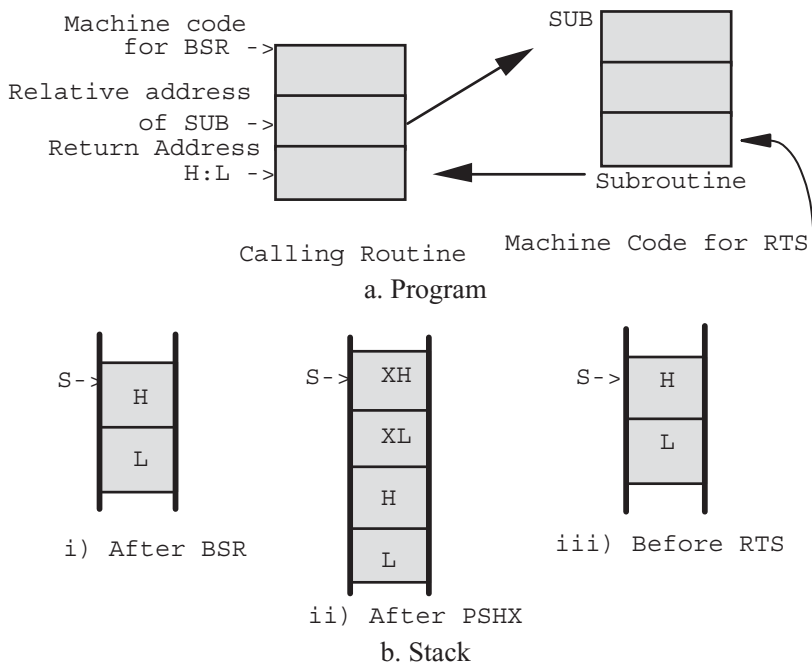 Machine code
for BSR ->
SUB
Relative address
of SUB ->
Return Address
H:L ->
Subroutine
Calling Routine
Machine Code for RTS
a. Program
S->
H
L
i) After BSR
S->
XH
XL
H
L
ii) After PSHX
S->
H
L
iii) Before RTS
b. Stack